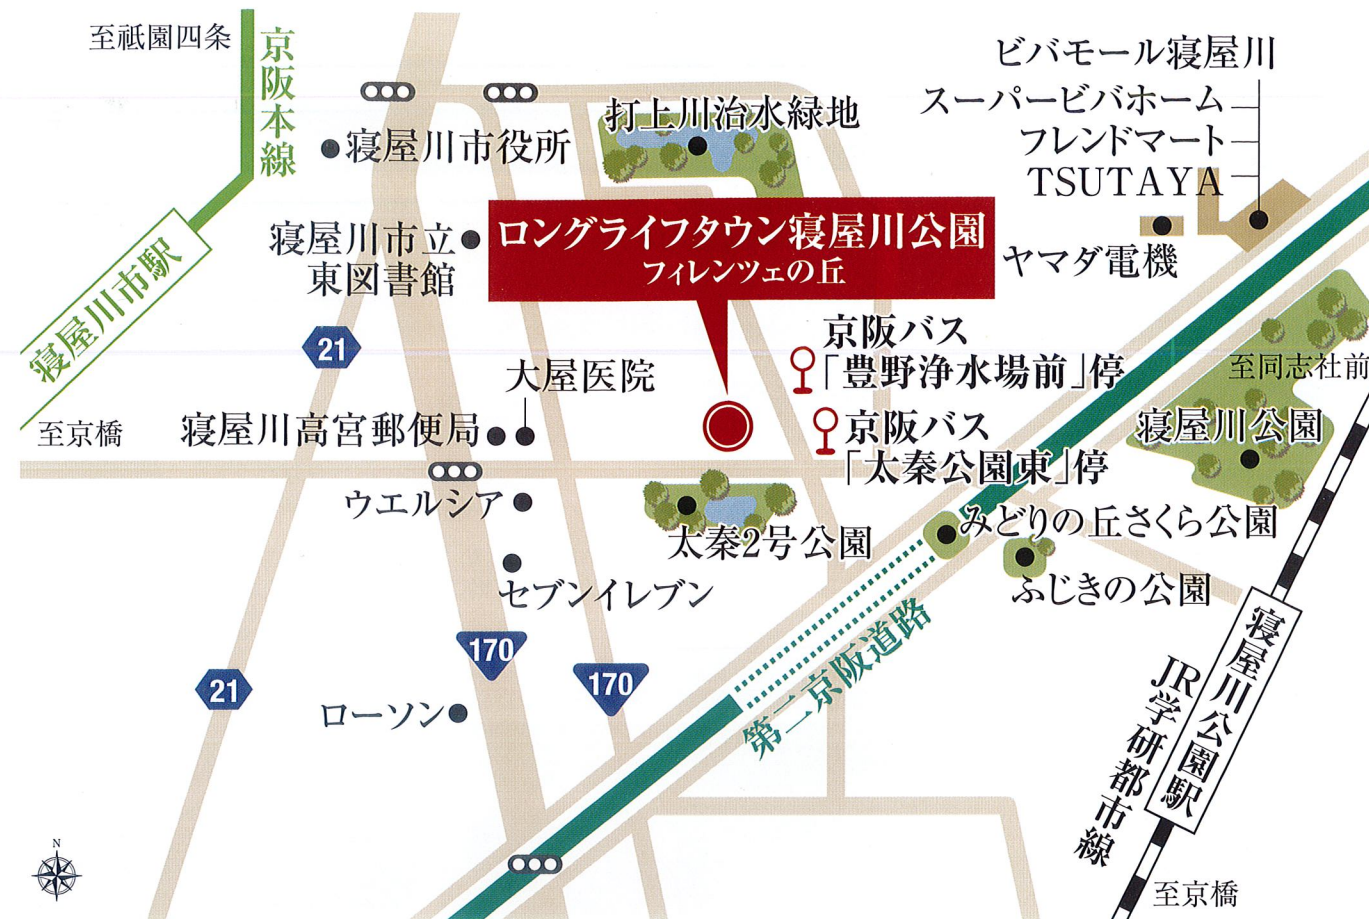 至祇園四条
京阪本線
寝屋川市駅
至京橋
寝屋川市役所
打上川治水緑地
ビバモール寝屋川
スーパービバホーム
フレンドマート
TSUTAYA
ヤマダ電機
寝屋川市立
東図書館
ロングライフタウン寝屋川公園
フィレンツェの丘
21
大屋医院
寝屋川高宮郵便局
京阪バス
「豊野浄水場前」停
京阪バス
「太秦公園東」停
至同志社前
寝屋川公園
ウエルシア
太秦2号公園
みどりの丘さくら公園
ふじきの公園
セブンイレブン
170
170
21
ローソン
第二京阪道路
寝屋川公園駅
JR学研都市線
至京橋
N